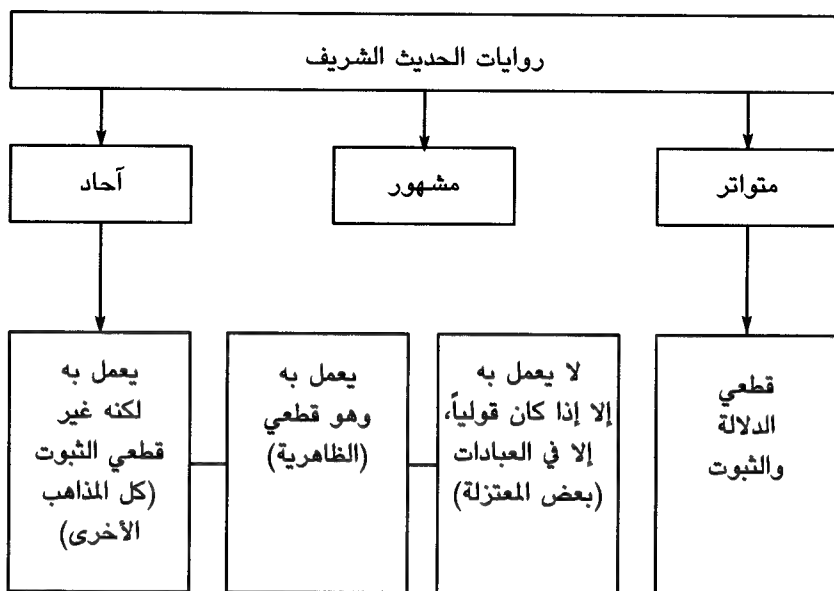 روايات الحديث الشريف
متواتر
مشهور
آحاد
قطعي
الدلالة
والثبوت
لا يعمل به
إلا إذا كان قولياً،
إلا في العبادات
(بعض المعتزلة)
يعمل به
وهو قطعي
(الظاهرية)
يعمل به
لكنه غير
قطعي الثبوت
(كل المذاهب
الأخرى)